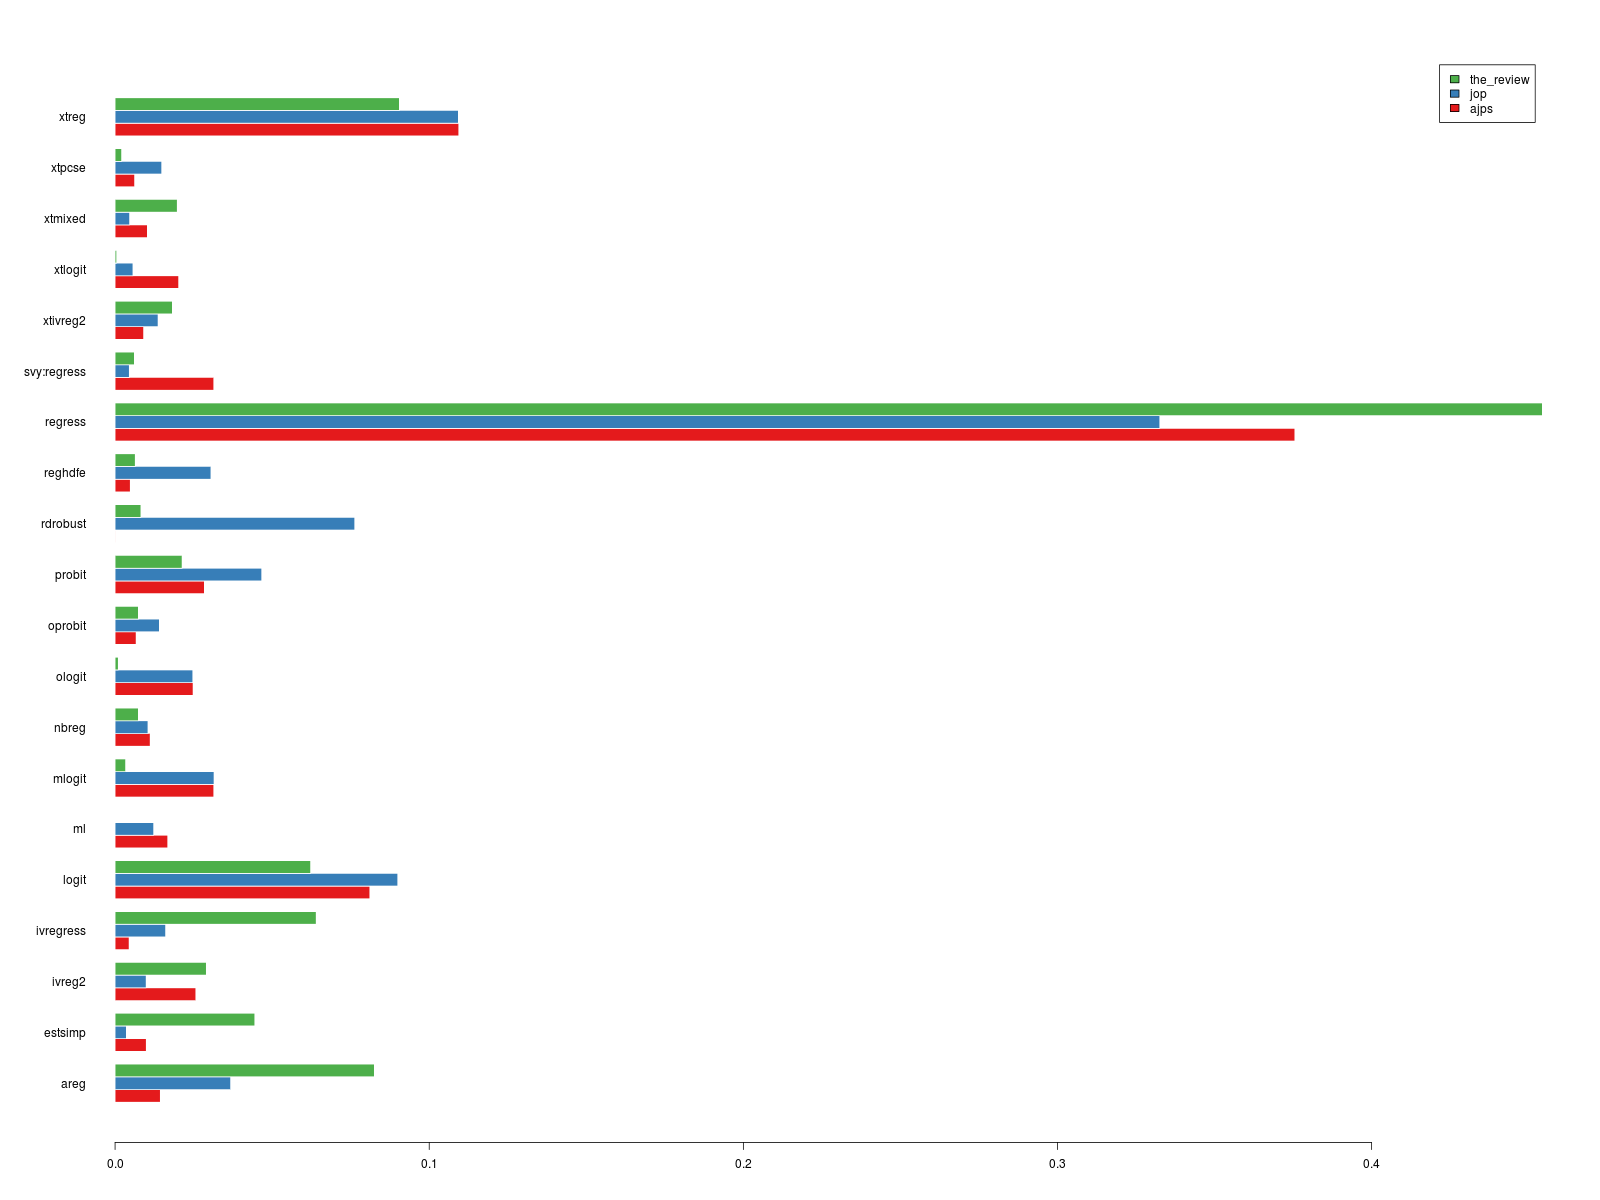 the_review
jop
ajps
xtreg
xtpcse
xtmixed
xtlogit
xtivreg2
svy:regress
regress
reghdfe
rdrobust
probit
oprobit
ologit
nbreg
mlogit
ml
logit
ivregress
ivreg2
estsimp
areg
0.0 0.1 0.2 0.3 0.4